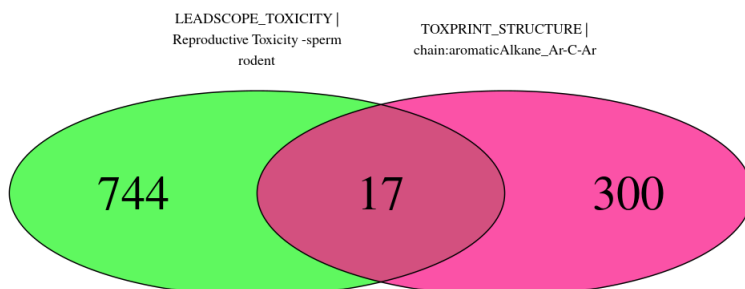 LEADSCOPE_TOXICITY |
Reproductive Toxicity -sperm
rodent
TOXPRINT_STRUCTURE |
chain:aromaticAlkane_Ar-C-Ar
744
17
300